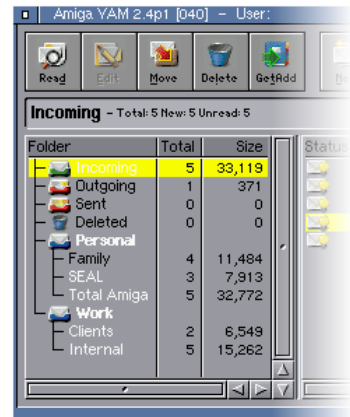 Amiga YAM 2.4p1 [040] - User:
Read Edit Move Delete GetAdd
Incoming - Total: 5 New: 5 Unread: 5
Folder Total Size Status
Incoming 5 33,119
Outgoing 1 371
Sent 0 0
Deleted 0 0
Personal
Family 4 11,484
SEAL 3 7,913
Total Amiga 5 32,772
Work
Clients 2 6,549
Internal 5 15,262